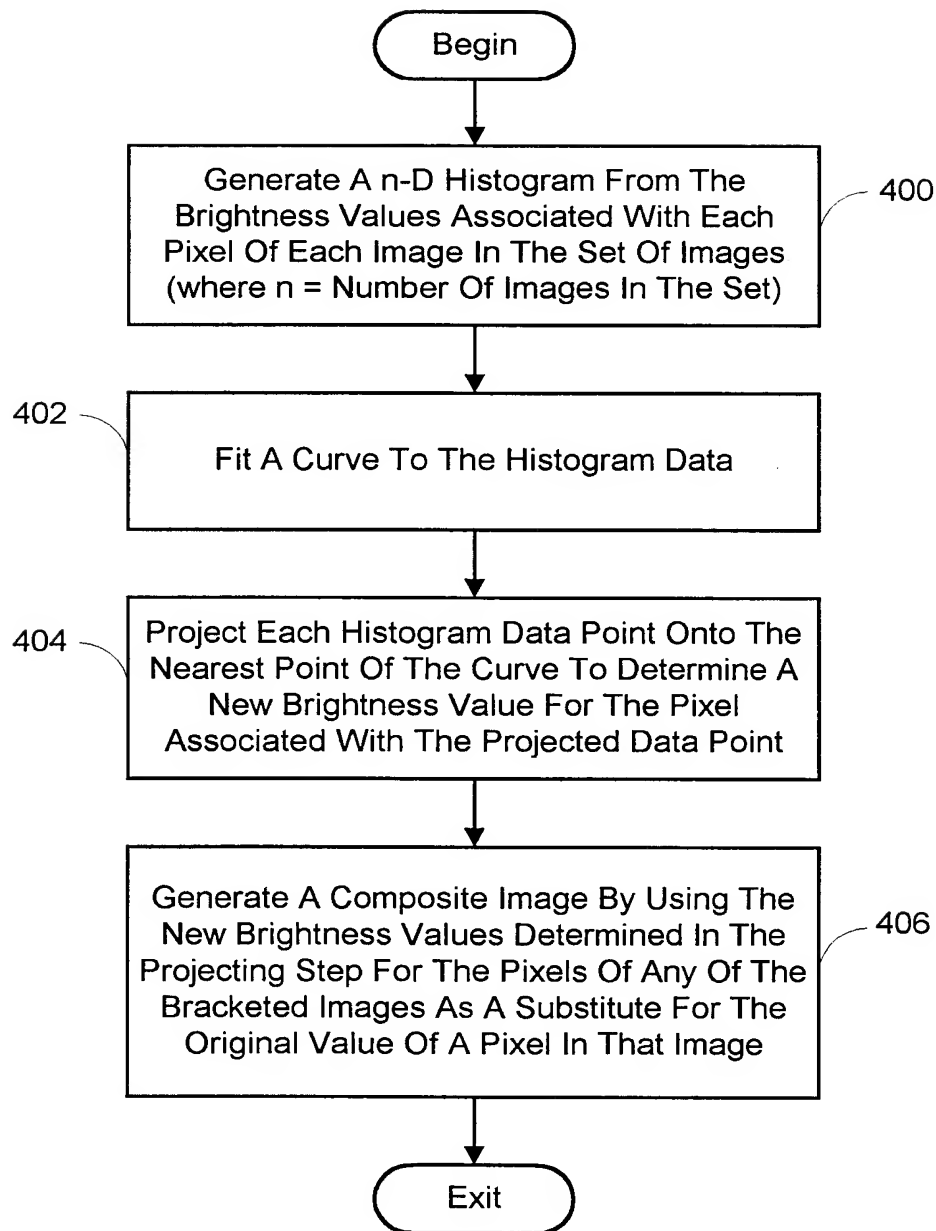 Begin
Generate A n-D Histogram From The
Brightness Values Associated With Each
Pixel Of Each Image In The Set Of Images
(where n = Number Of Images In The Set)
400
402
Fit A Curve To The Histogram Data
404
Project Each Histogram Data Point Onto The
Nearest Point Of The Curve To Determine A
New Brightness Value For The Pixel
Associated With The Projected Data Point
Generate A Composite Image By Using The
New Brightness Values Determined In The
Projecting Step For The Pixels Of Any Of The
Bracketed Images As A Substitute For The
Original Value Of A Pixel In That Image
406
Exit